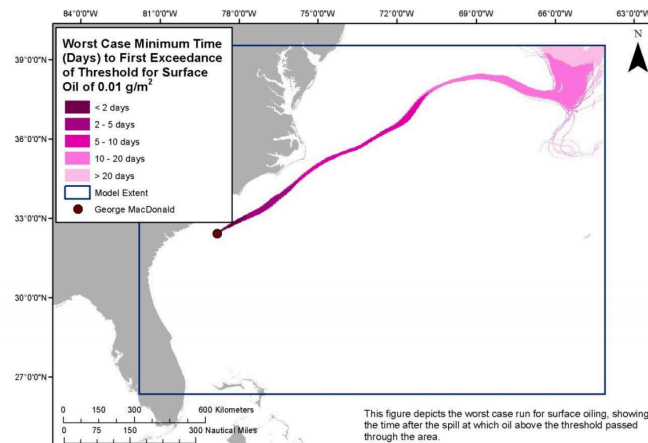 84°0'0"W 81°0'0"W 78°0'0"W 75°0'0"W 72°0'0"W 69°0'0"W 66°0'0"W 63°0'0"W
39°0'0"N
36°0'0"N
33°0'0"N
30°0'0"N
27°0'0"N
Worst Case Minimum Time
(Days) to First Exceedance
of Threshold for Surface
Oil of 0.01 g/m²
< 2 days
2 - 5 days
5 - 10 days
10 - 20 days
> 20 days
Model Extent
George MacDonald
N
0 150 300 600 Kilometers
0 75 150 300 Nautical Miles
This figure depicts the worst case run for surface oiling, showing
the time after the spill at which oil above the threshold passed
through the area.